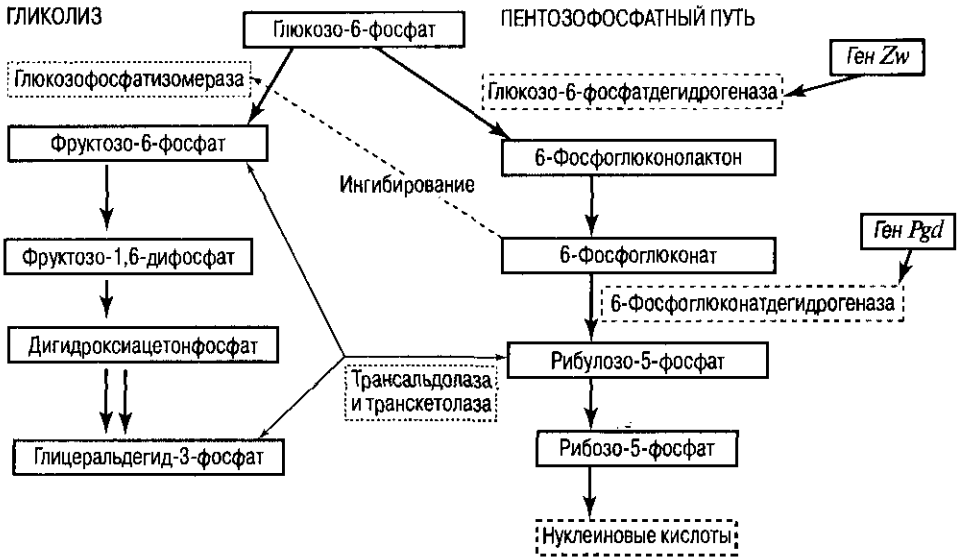 ГЛИКОЛИЗ
ПЕНТОЗОФОСФАТНЫЙ ПУТЬ
Глюкозо-6-фосфат
Ген Zw
Глюкозофосфатизомераза
Глюкозо-6-фосфатдегидрогеназа
Фруктозо-6-фосфат
6-Фосфоглюконолактон
Ингибирование
Ген Pgd
Фруктозо-1,6-дифосфат
6-Фосфоглюконат
6-Фосфоглюконатдегидрогеназа
Дигидроксиацетонфосфат
Рибулозо-5-фосфат
Трансальдолаза
и транскетолаза
Глицеральдегид-3-фосфат
Рибозо-5-фосфат
Нуклеиновые кислоты